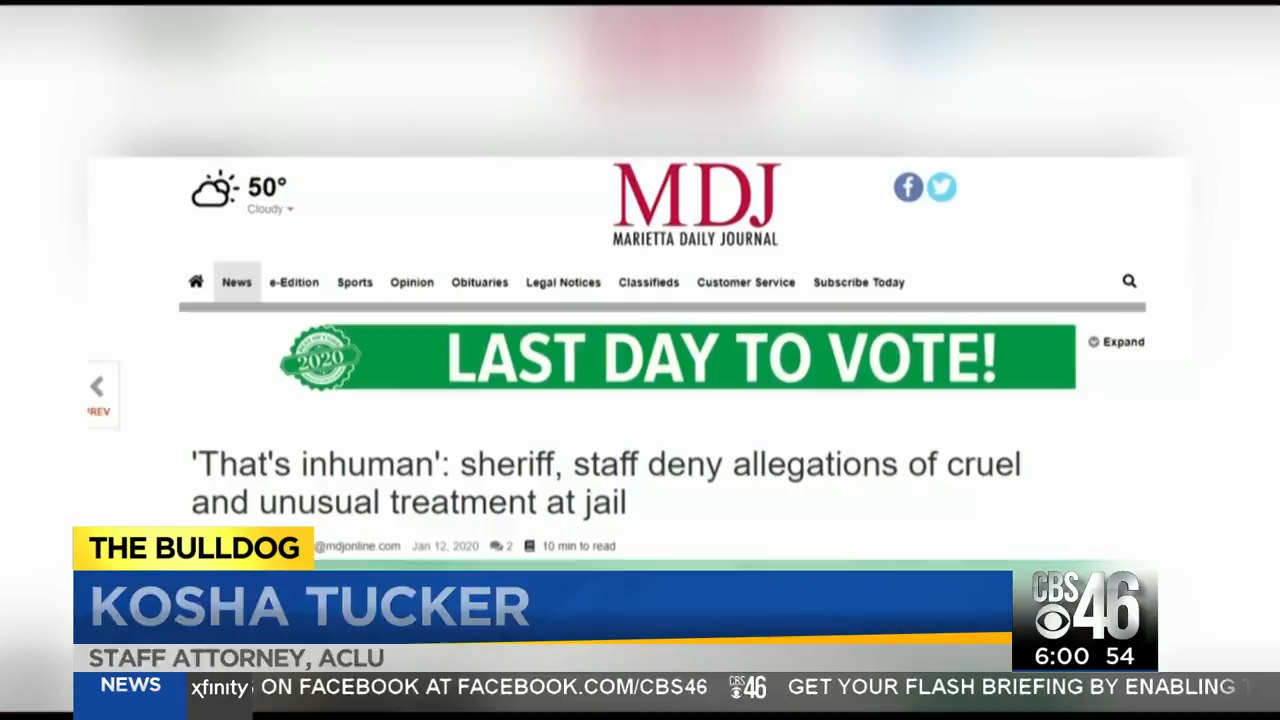 50°
Cloudy
MDJ
MARIETTA DAILY JOURNAL
News e-Edition Sports Opinion Obituaries Legal Notices Classifieds Customer Service Subscribe Today
2020
LAST DAY TO VOTE!
Expand
PREV
'That's inhuman': sheriff, staff deny allegations of cruel
and unusual treatment at jail
@mdjonline.com Jan 12, 2020 2 10 min to read
THE BULLDOG
KOSHA TUCKER
STAFF ATTORNEY, ACLU
CBS 46
6:00 54
NEWS
xfinity ON FACEBOOK AT FACEBOOK.COM/CBS46 CBS 46 GET YOUR FLASH BRIEFING BY ENABLING